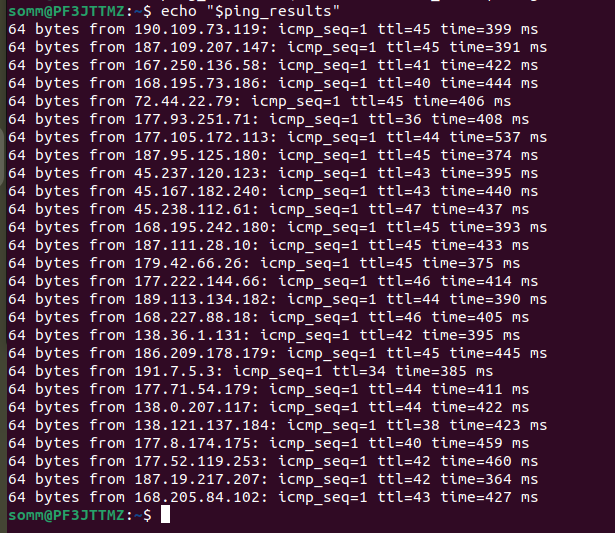 somm@PF3JTTMZ:~$ echo "$ping_results"
64 bytes from 190.109.73.119: icmp_seq=1 ttl=45 time=399 ms
64 bytes from 187.109.207.147: icmp_seq=1 ttl=45 time=391 ms
64 bytes from 167.250.136.58: icmp_seq=1 ttl=41 time=422 ms
64 bytes from 168.195.73.186: icmp_seq=1 ttl=40 time=444 ms
64 bytes from 72.44.22.79: icmp_seq=1 ttl=45 time=406 ms
64 bytes from 177.93.251.71: icmp_seq=1 ttl=36 time=408 ms
64 bytes from 177.105.172.113: icmp_seq=1 ttl=44 time=537 ms
64 bytes from 187.95.125.180: icmp_seq=1 ttl=45 time=374 ms
64 bytes from 45.237.120.123: icmp_seq=1 ttl=43 time=395 ms
64 bytes from 45.167.182.240: icmp_seq=1 ttl=43 time=440 ms
64 bytes from 45.238.112.61: icmp_seq=1 ttl=47 time=437 ms
64 bytes from 168.195.242.180: icmp_seq=1 ttl=45 time=393 ms
64 bytes from 187.111.28.10: icmp_seq=1 ttl=45 time=433 ms
64 bytes from 179.42.66.26: icmp_seq=1 ttl=45 time=375 ms
64 bytes from 177.222.144.66: icmp_seq=1 ttl=46 time=414 ms
64 bytes from 189.113.134.182: icmp_seq=1 ttl=44 time=390 ms
64 bytes from 168.227.88.18: icmp_seq=1 ttl=46 time=405 ms
64 bytes from 138.36.1.131: icmp_seq=1 ttl=42 time=395 ms
64 bytes from 186.209.178.179: icmp_seq=1 ttl=45 time=445 ms
64 bytes from 191.7.5.3: icmp_seq=1 ttl=34 time=385 ms
64 bytes from 177.71.54.179: icmp_seq=1 ttl=44 time=411 ms
64 bytes from 138.0.207.117: icmp_seq=1 ttl=44 time=422 ms
64 bytes from 138.121.137.184: icmp_seq=1 ttl=38 time=423 ms
64 bytes from 177.8.174.175: icmp_seq=1 ttl=40 time=459 ms
64 bytes from 177.52.119.253: icmp_seq=1 ttl=42 time=460 ms
64 bytes from 187.19.217.207: icmp_seq=1 ttl=42 time=364 ms
64 bytes from 168.205.84.102: icmp_seq=1 ttl=43 time=427 ms
somm@PF3JTTMZ:~$